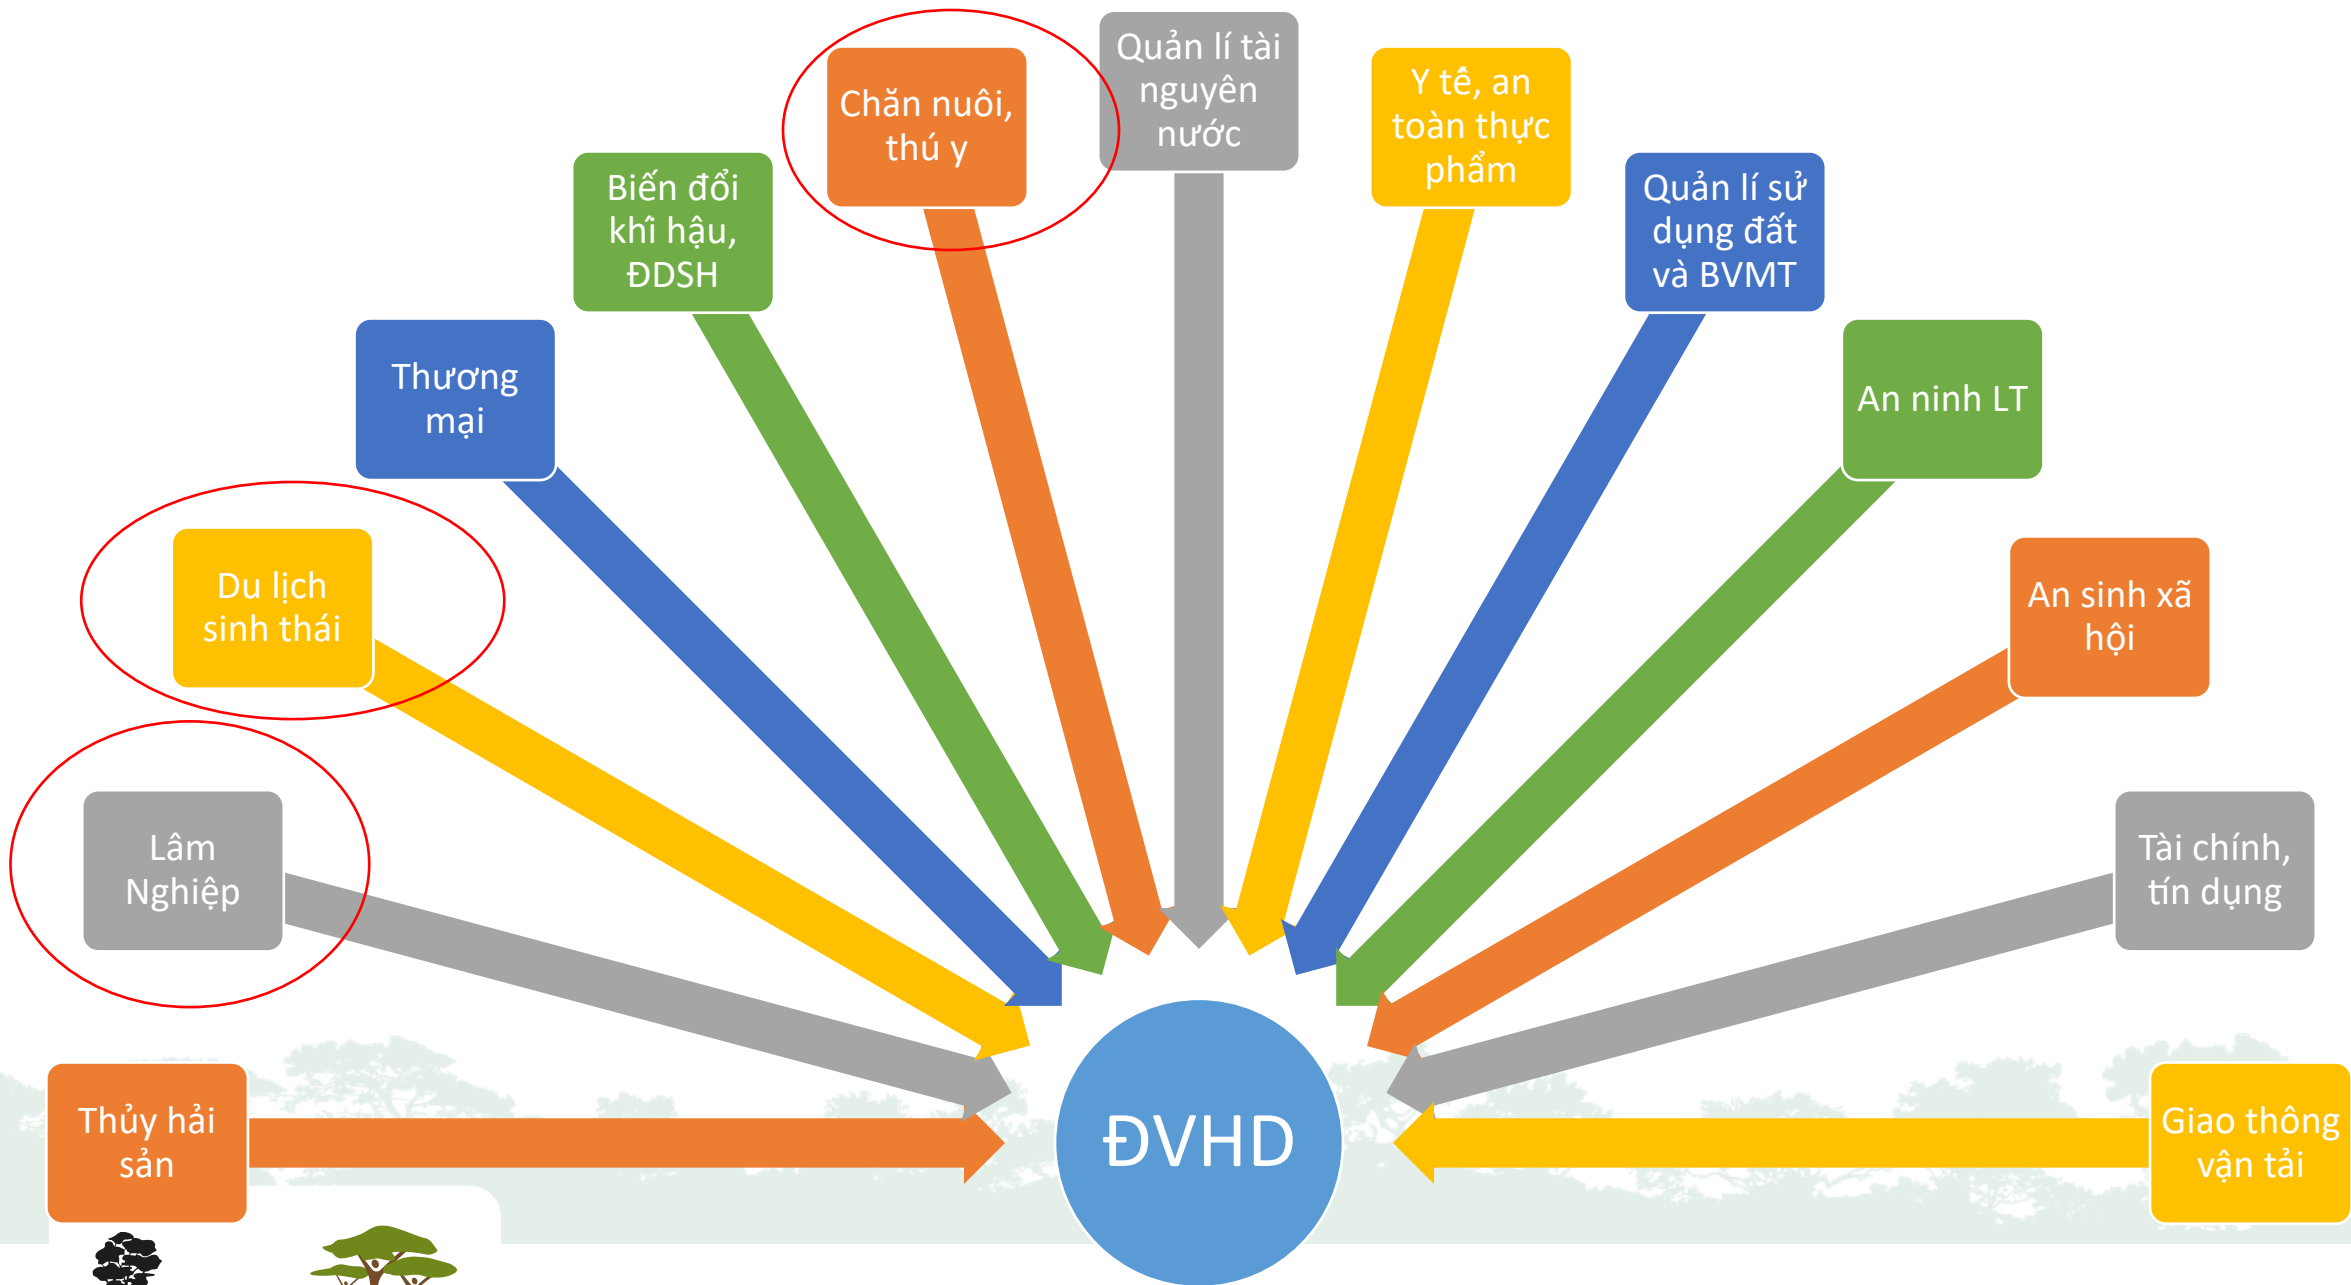 Thủy hải
sản
Lâm
Nghiệp
Du lịch
sinh thái
Thương
mại
Biến đổi
khí hậu,
ĐDSH
Chăn nuôi,
thú y
Quản lí tài
nguyên
nước
Y tế, an
toàn thực
phẩm
Quản lí sử
dụng đất
và BVMT
An ninh LT
An sinh xã
hội
Tài chính,
tín dụng
Giao thông
vận tải
ĐVHD